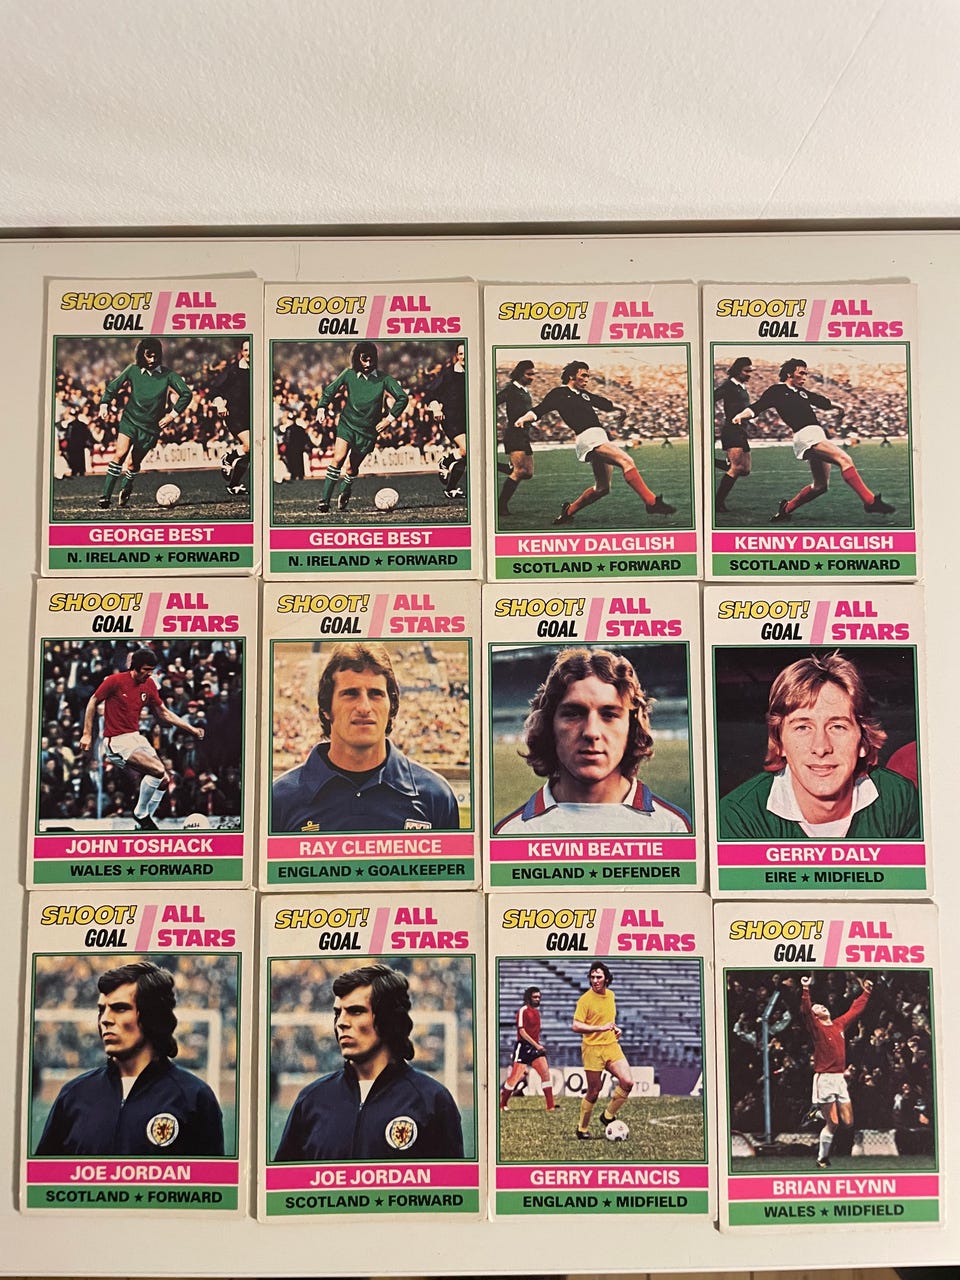 SHOOT! ALL
GOAL STARS
GEORGE BEST
N. IRELAND ★ FORWARD
SHOOT! ALL
GOAL STARS
GEORGE BEST
N. IRELAND ★ FORWARD
SHOOT! ALL
GOAL STARS
KENNY DALGLISH
SCOTLAND ★ FORWARD
SHOOT! ALL
GOAL STARS
KENNY DALGLISH
SCOTLAND ★ FORWARD
SHOOT! ALL
GOAL STARS
JOHN TOSHACK
WALES ★ FORWARD
SHOOT! ALL
GOAL STARS
RAY CLEMENCE
ENGLAND ★ GOALKEEPER
SHOOT! ALL
GOAL STARS
KEVIN BEATTIE
ENGLAND ★ DEFENDER
SHOOT! ALL
GOAL STARS
GERRY DALY
EIRE ★ MIDFIELD
SHOOT! ALL
GOAL STARS
JOE JORDAN
SCOTLAND ★ FORWARD
SHOOT! ALL
GOAL STARS
JOE JORDAN
SCOTLAND ★ FORWARD
SHOOT! ALL
GOAL STARS
GERRY FRANCIS
ENGLAND ★ MIDFIELD
SHOOT! ALL
GOAL STARS
BRIAN FLYNN
WALES ★ MIDFIELD